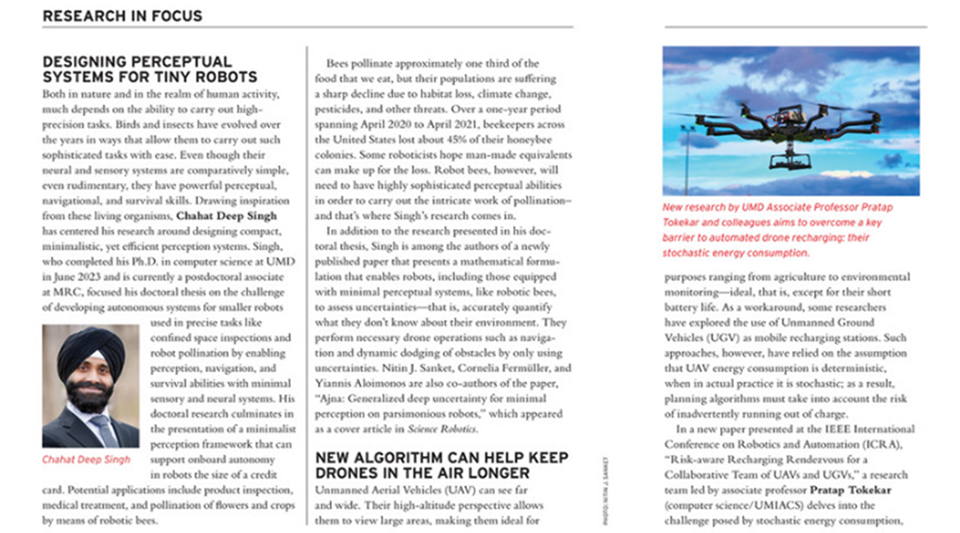 RESEARCH IN FOCUS
DESIGNING PERCEPTUAL
SYSTEMS FOR TINY ROBOTS
Both in nature and in the realm of human activity,
much depends on the ability to carry out high-
precision tasks. Birds and insects have evolved over
the years in ways that allow them to carry out such
sophisticated tasks with ease. Even though their
neural and sensory systems are comparatively simple,
even rudimentary, they have powerful perceptual,
navigational, and survival skills. Drawing inspiration
from these living organisms, Chahat Deep Singh
has centered his research around designing compact,
minimalistic, yet efficient perception systems. Singh,
who completed his Ph.D. in computer science at UMD
in June 2023 and is currently a postdoctoral associate
at MRC, focused his doctoral thesis on the challenge
of developing autonomous systems for smaller robots
used in precise tasks like
confined space inspections and
robot pollination by enabling
perception, navigation, and
survival abilities with minimal
sensory and neural systems. His
doctoral research culminates in
the presentation of a minimalist
perception framework that can
support onboard autonomy
in robots the size of a credit
card. Potential applications include product inspection,
medical treatment, and pollination of flowers and crops
by means of robotic bees.
Chahat Deep Singh
Bees pollinate approximately one third of the
food that we eat, but their populations are suffering
a sharp decline due to habitat loss, climate change,
pesticides, and other threats. Over a one-year period
spanning April 2020 to April 2021, beekeepers across
the United States lost about 45% of their honeybee
colonies. Some roboticists hope man-made equivalents
can make up for the loss. Robot bees, however, will
need to have highly sophisticated perceptual abilities
in order to carry out the intricate work of pollination—
and that's where Singh's research comes in.
In addition to the research presented in his doc-
toral thesis, Singh is among the authors of a newly
published paper that presents a mathematical formu-
lation that enables robots, including those equipped
with minimal perceptual systems, like robotic bees,
to assess uncertainties—that is, accurately quantify
what they don't know about their environment. They
perform necessary drone operations such as naviga-
tion and dynamic dodging of obstacles by only using
uncertainties. Nitin J. Sanket, Cornelia Fermüller, and
Yiannis Aloimonos are also co-authors of the paper,
"Ajna: Generalized deep uncertainty for minimal
perception on parsimonious robots," which appeared
as a cover article in Science Robotics.
NEW ALGORITHM CAN HELP KEEP
DRONES IN THE AIR LONGER
Unmanned Aerial Vehicles (UAV) can see far
and wide. Their high-altitude perspective allows
them to view large areas, making them ideal for
PHOTO: NITIN J. SANKET
New research by UMD Associate Professor Pratap
Tokekar and colleagues aims to overcome a key
barrier to automated drone recharging: their
stochastic energy consumption.
purposes ranging from agriculture to environmental
monitoring—ideal, that is, except for their short
battery life. As a workaround, some researchers
have explored the use of Unmanned Ground
Vehicles (UGV) as mobile recharging stations. Such
approaches, however, have relied on the assumption
that UAV energy consumption is deterministic,
when in actual practice it is stochastic; as a result,
planning algorithms must take into account the risk
of inadvertently running out of charge.
In a new paper presented at the IEEE International
Conference on Robotics and Automation (ICRA),
"Risk-aware Recharging Rendezvous for a
Collaborative Team of UAVs and UGVs," a research
team led by associate professor Pratap Tokekar
(computer science/UMIACS) delves into the
challenge posed by stochastic energy consumption,